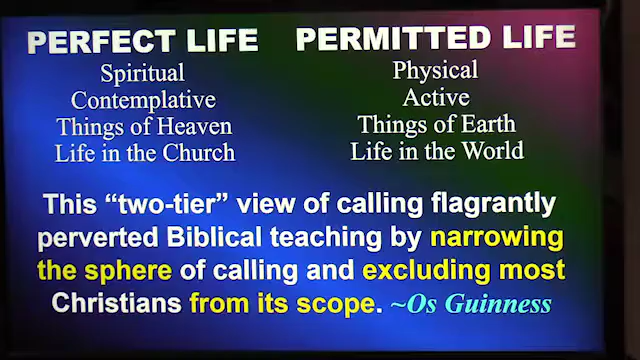 PERFECT LIFE
Spiritual
Contemplative
Things of Heaven
Life in the Church
PERMITTED LIFE
Physical
Active
Things of Earth
Life in the World
This “two-tier” view of calling flagrantly
perverted Biblical teaching by narrowing
the sphere of calling and excluding most
Christians from its scope. ~Os Guinness